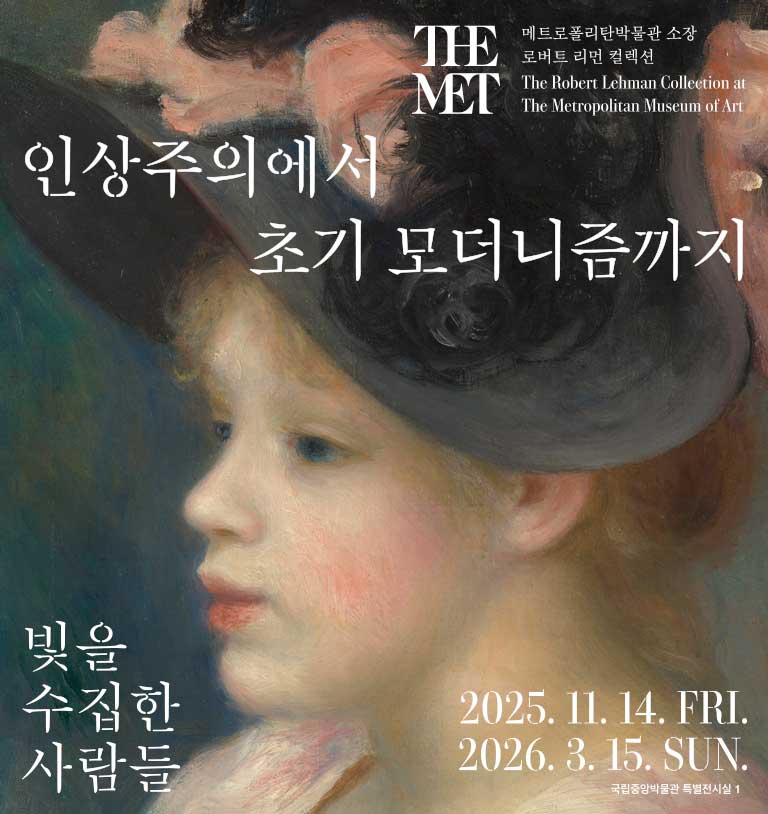 THE
MET
메트로폴리탄박물관 소장
로버트 리먼 컬렉션
The Robert Lehman Collection at
The Metropolitan Museum of Art
인상주의에서
초기 모더니즘까지
빛을
수집한
사람들
2025. 11. 14. FRI.
2026. 3. 15. SUN.
국립중앙박물관 특별전시실 1